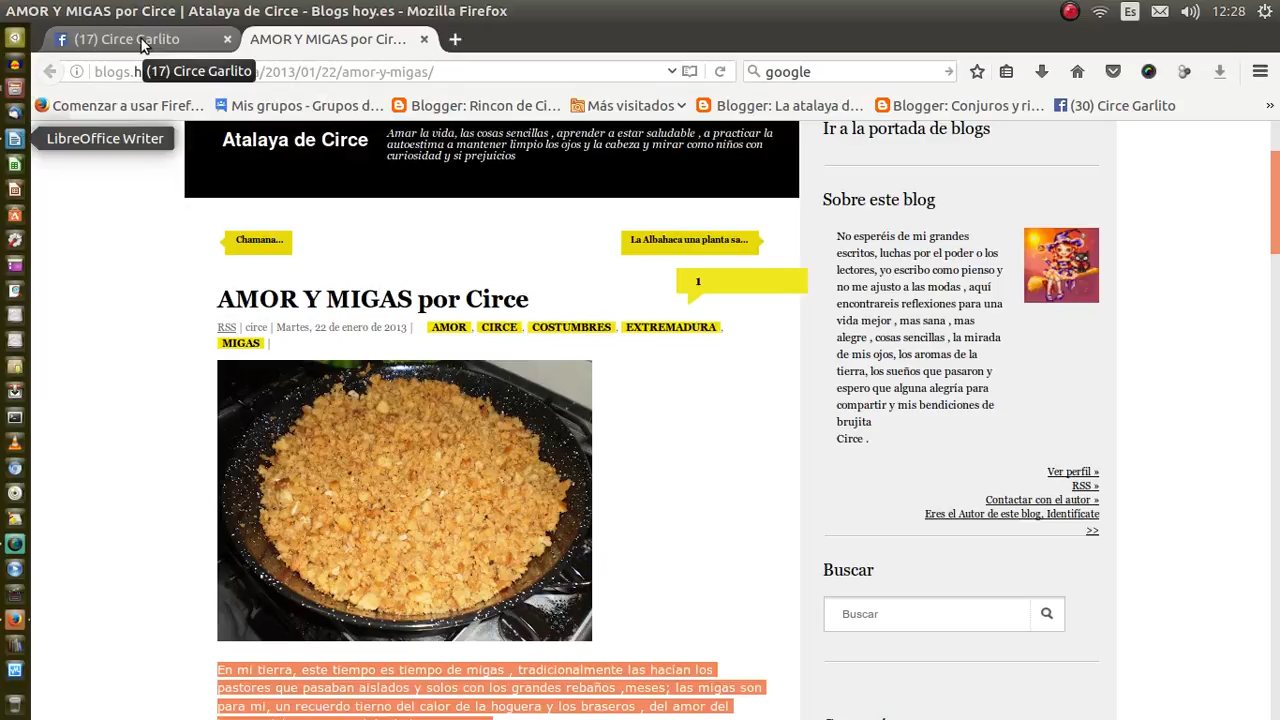 AMOR Y MIGAS por Circe | Atalaya de Circe - Blogs hoy.es - Mozilla Firefox
Es
12:28
(17) Circe Garlito
AMOR Y MIGAS por Cir...
blogs.h
/2013/01/22/amor-y-migas/
google
(17) Circe Garlito
Comenzar a usar Firef...
Mis grupos - Grupos d...
Blogger: Rincon de Ci...
Más visitados
Blogger: La atalaya d...
Blogger: Conjuros y ri...
(30) Circe Garlito
»
LibreOffice Writer
Atalaya de Circe
Amar la vida, las cosas sencillas , aprender a estar saludable , a practicar la
autoestima a mantener limpio los ojos y la cabeza y mirar como niños con
curiosidad y si prejuicios
Chamana...
La Albahaca una planta sa...
1
AMOR Y MIGAS por Circe
RSS | circe | Martes, 22 de enero de 2013 | AMOR , CIRCE , COSTUMBRES , EXTREMADURA ,
MIGAS |
En mi tierra, este tiempo es tiempo de migas , tradicionalmente las hacían los
pastores que pasaban aislados y solos con los grandes rebaños ,meses; las migas son
para mi, un recuerdo tierno del calor de la hoguera y los braseros , del amor del
Ir a la portada de blogs
Sobre este blog
No esperéis de mi grandes
escritos, luchas por el poder o los
lectores, yo escribo como pienso y
no me ajusto a las modas , aquí
encontrareis reflexiones para una
vida mejor , mas sana , mas
alegre , cosas sencillas , la mirada
de mis ojos, los aromas de la
tierra, los sueños que pasaron y
espero que alguna alegría para
compartir y mis bendiciones de
brujita
Circe .
Ver perfil »
RSS »
Contactar con el autor »
Eres el Autor de este blog, Identifícate
>>
Buscar
Buscar